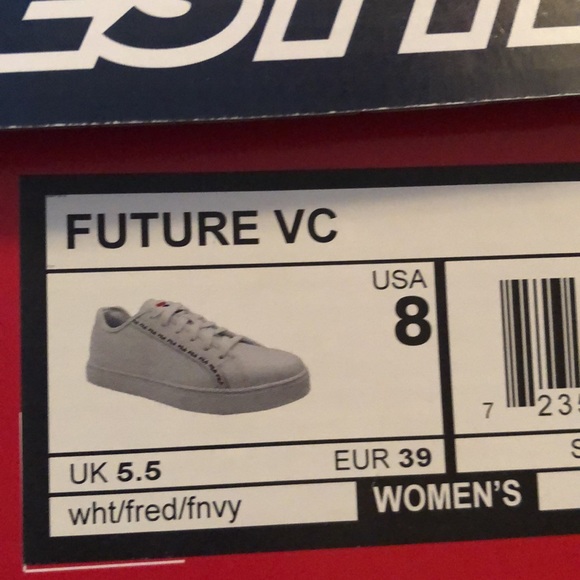 FUTURE VC
USA
8
UK 5.5
EUR 39
wht/fred/fnvy
WOMEN'S
7 235